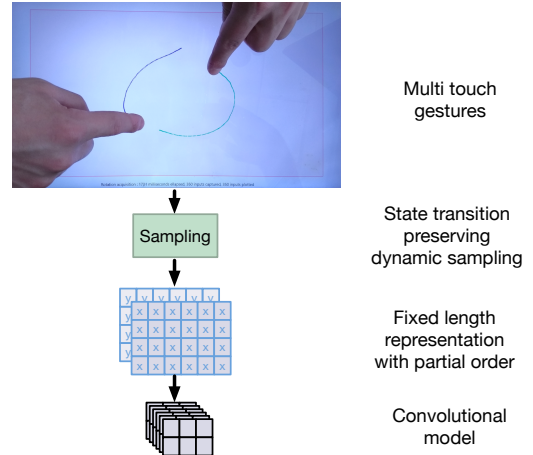 Multi touch
gestures
Sampling
State transition
preserving
dynamic sampling
y y y y y y
y x x x x x x
y x x x x x x
y x x x x x x
x x x x x x
Fixed length
representation
with partial order
Convolutional
model